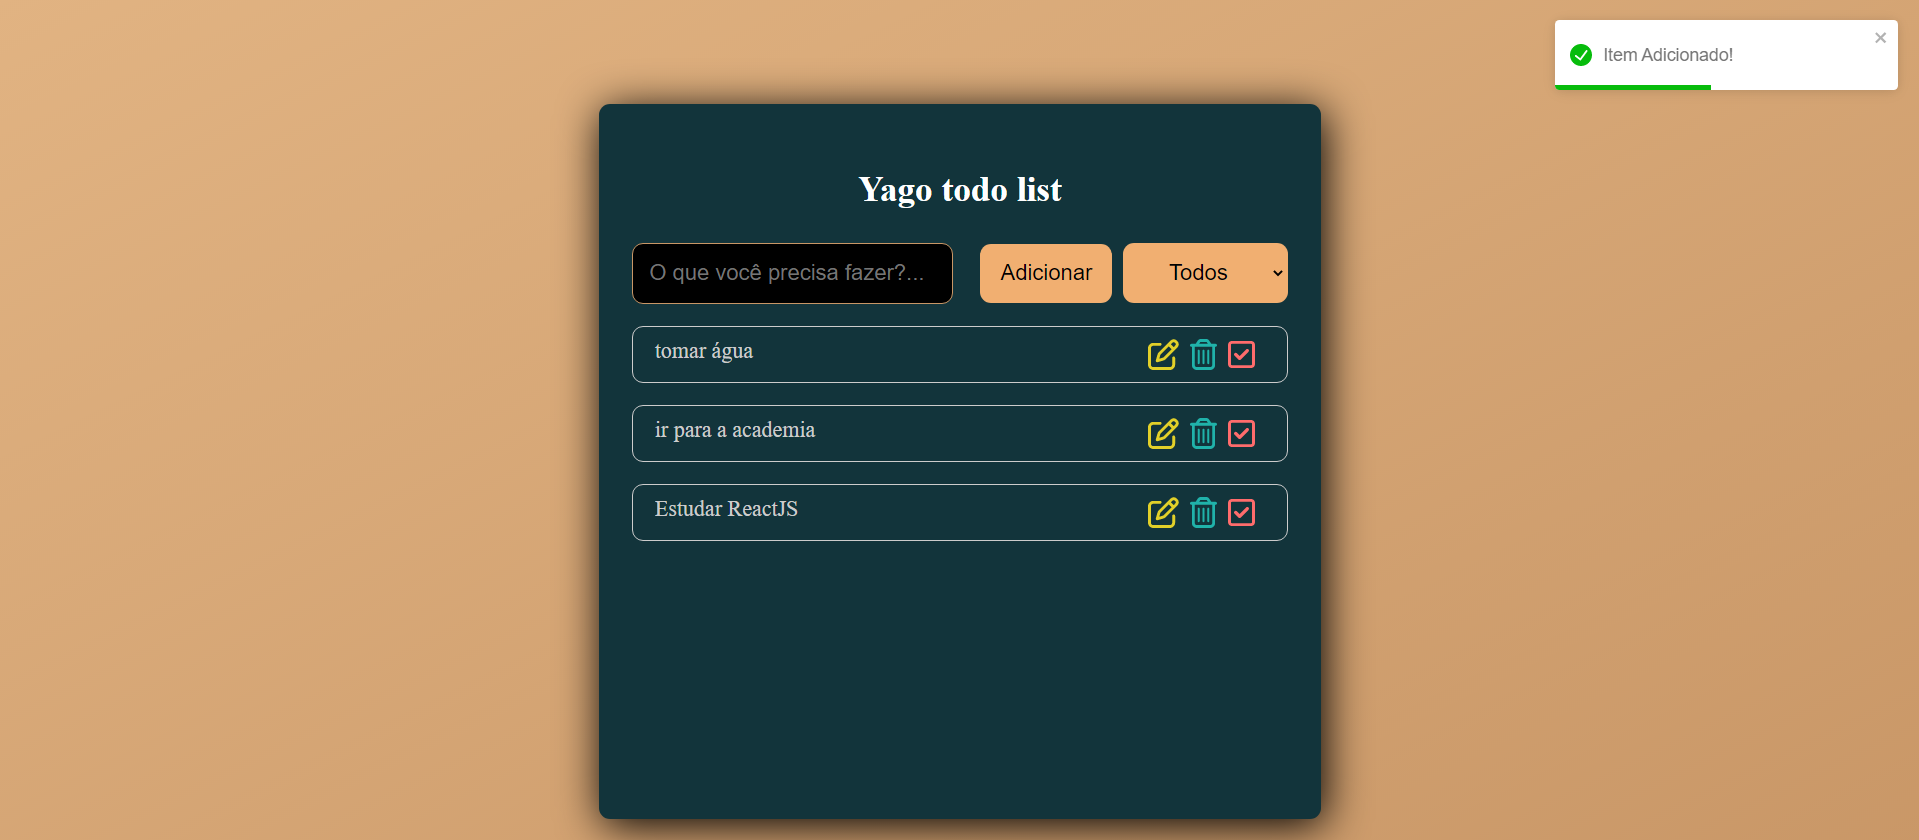 Item Adicionado!
Yago todo list
O que você precisa fazer?...
Adicionar
Todos
tomar água
ir para a academia
Estudar ReactJS